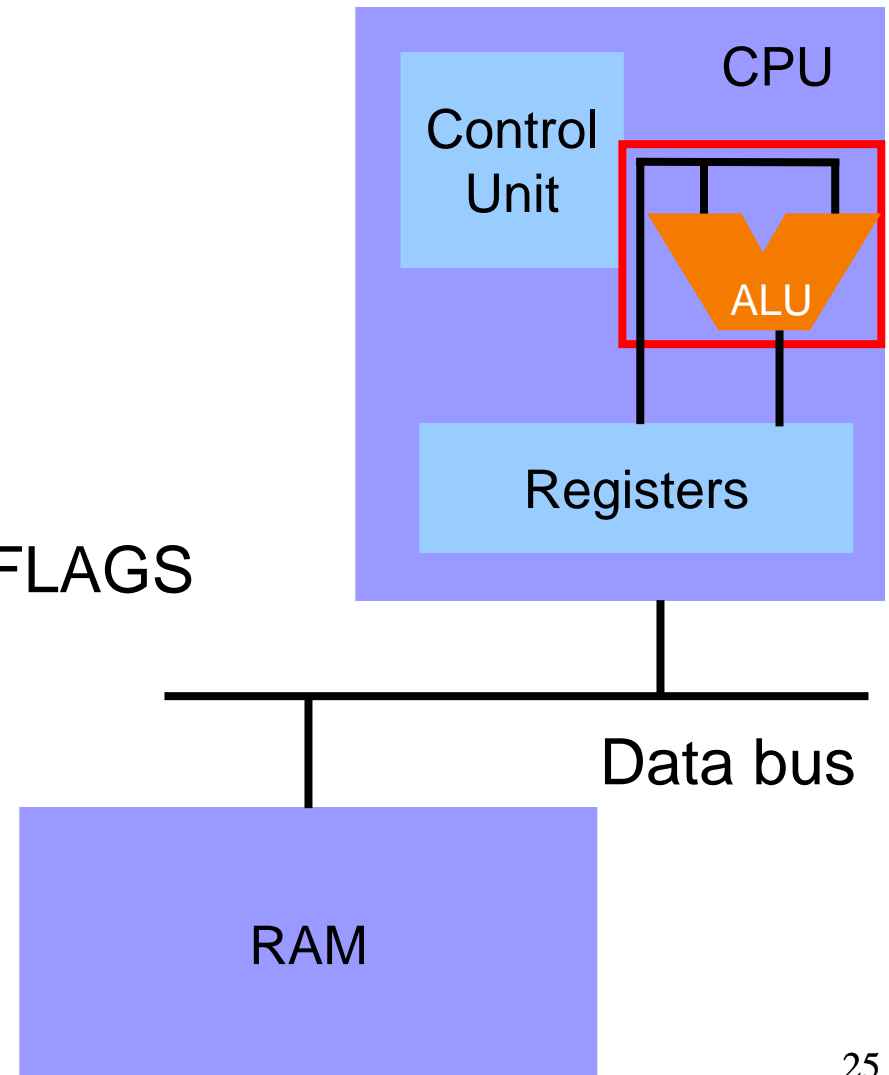 CPU
Control
Unit
ALU
Registers
FLAGS
Data bus
RAM
25